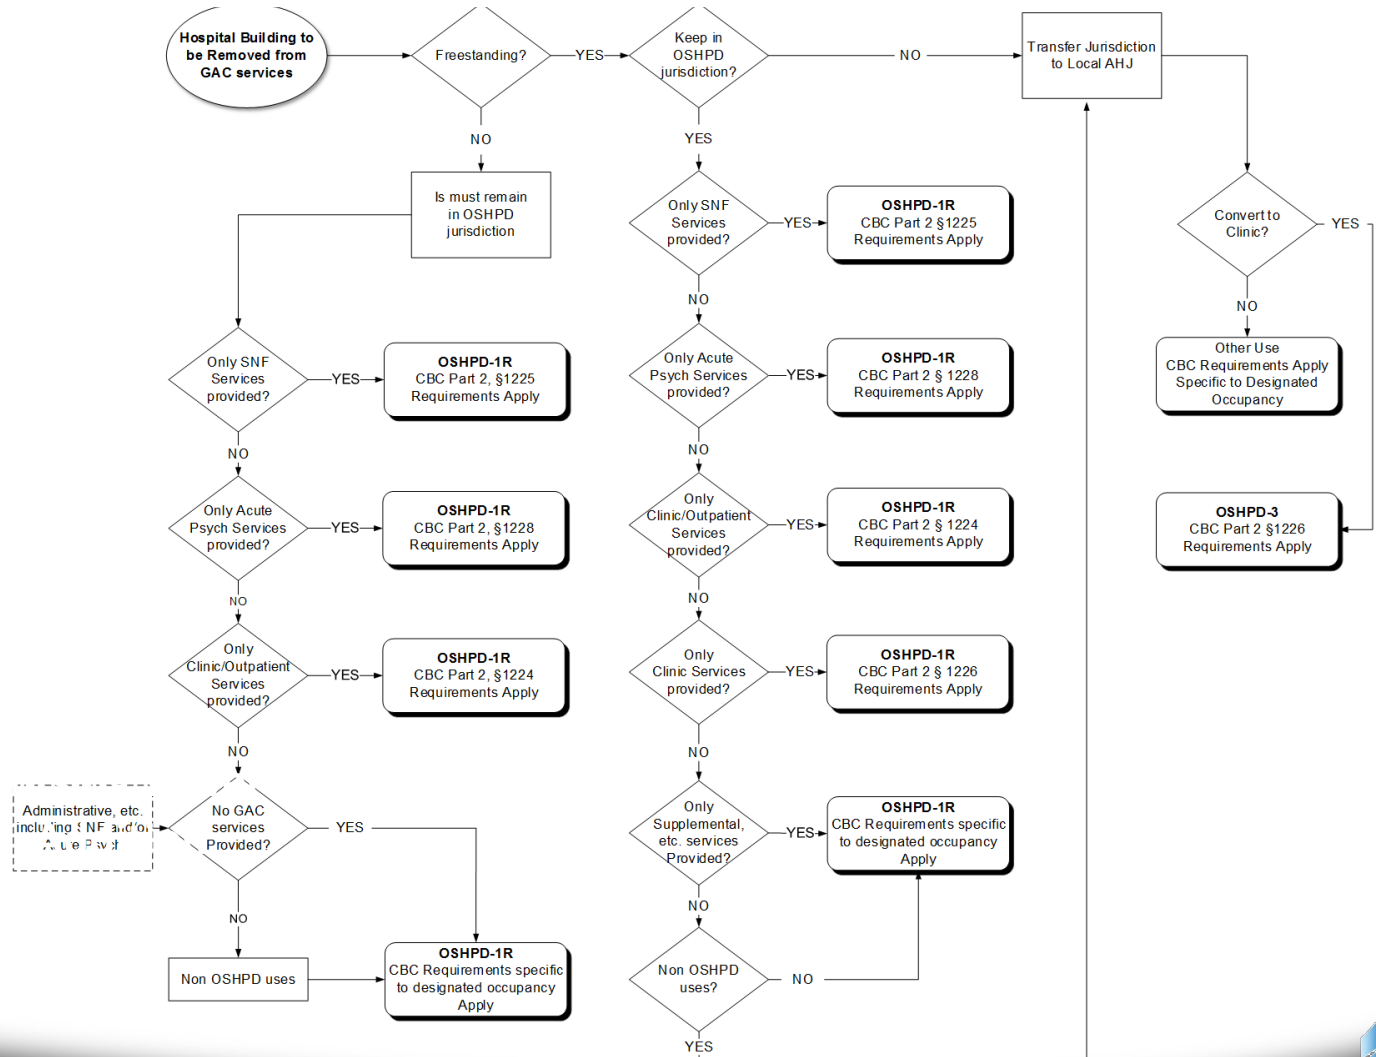 Hospital Building to
be Removed from
GAC services
Freestanding?
YES
Keep in
OSHPD
jurisdiction?
NO
Transfer Jurisdiction
to Local AHJ
NO
YES
Is must remain
in OSHPD
jurisdiction
Only SNF
Services
provided?
YES
OSHPD-1R
CBC Part 2 §1225
Requirements Apply
Convert to
Clinic?
YES
NO
NO
Other Use
CBC Requirements Apply
Specific to Designated
Occupancy
Only SNF
Services
provided?
YES
OSHPD-1R
CBC Part 2, §1225
Requirements Apply
Only Acute
Psych Services
provided?
YES
OSHPD-1R
CBC Part 2 § 1228
Requirements Apply
NO
NO
Only Acute
Psych Services
provided?
YES
OSHPD-1R
CBC Part 2, §1228
Requirements Apply
Only
Clinic/Outpatient
Services
provided?
YES
OSHPD-1R
CBC Part 2 § 1224
Requirements Apply
OSHPD-3
CBC Part 2 §1226
Requirements Apply
NO
NO
Only
Clinic/Outpatient
Services
provided?
YES
OSHPD-1R
CBC Part 2, §1224
Requirements Apply
Only
Clinic Services
provided?
YES
OSHPD-1R
CBC Part 2 § 1226
Requirements Apply
NO
NO
Administrative, etc.
including SNF and/or
Acute Psych
No GAC
services
Provided?
YES
Only
Supplemental,
etc. services
Provided?
YES
OSHPD-1R
CBC Requirements specific
to designated occupancy
Apply
NO
NO
Non OSHPD uses
OSHPD-1R
CBC Requirements specific
to designated occupancy
Apply
Non OSHPD
uses?
NO
YES